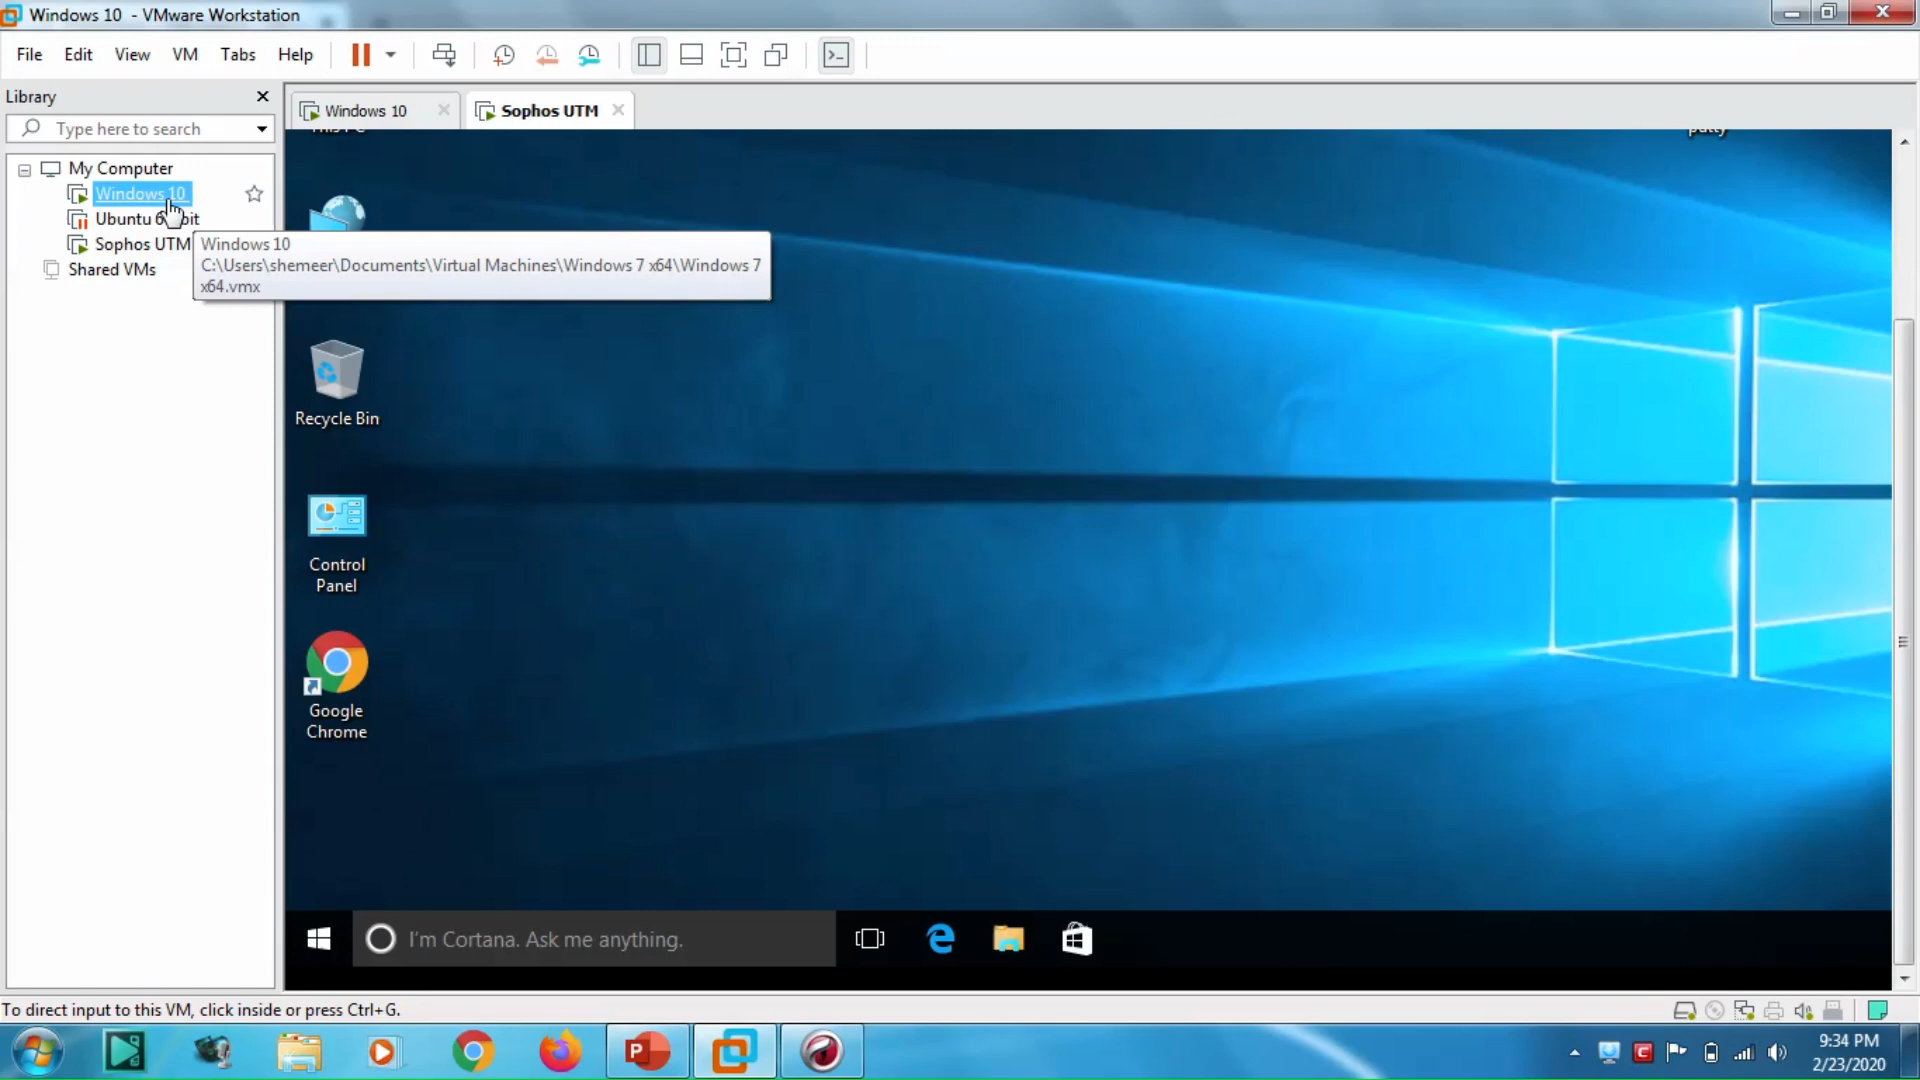 Windows 10 - VMware Workstation
File Edit View VM Tabs Help
Library
Windows 10
Sophos UTM
Type here to search
putty
My Computer
Windows 10
Ubuntu 6 bit
Sophos UTM
Shared VMs
Windows 10
C:\Users\shemeer\Documents\Virtual Machines\Windows 7 x64\Windows 7
x64.vmx
Recycle Bin
Control
Panel
Google
Chrome
I'm Cortana. Ask me anything.
To direct input to this VM, click inside or press Ctrl+G.
9:34 PM
2/23/2020